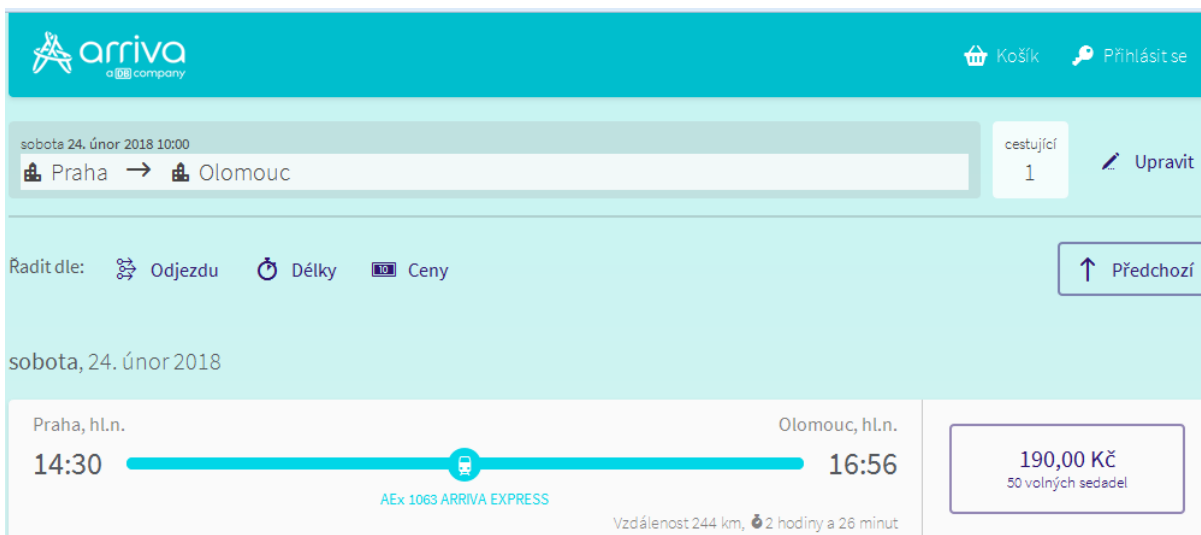 arriva
a DB company
Košík
Přihlásit se
sobota 24. únor 2018 10:00
Praha → Olomouc
cestující
1
Upravit
Řadit dle:
Odjezdu
Délky
10
Ceny
↑ Předchozí
sobota, 24. únor 2018
Praha, hl.n.
Olomouc, hl.n.
14:30
16:56
AEx 1063 ARRIVA EXPRESS
Vzdálenost 244 km, 2 hodiny a 26 minut
190,00 Kč
50 volných sedadel